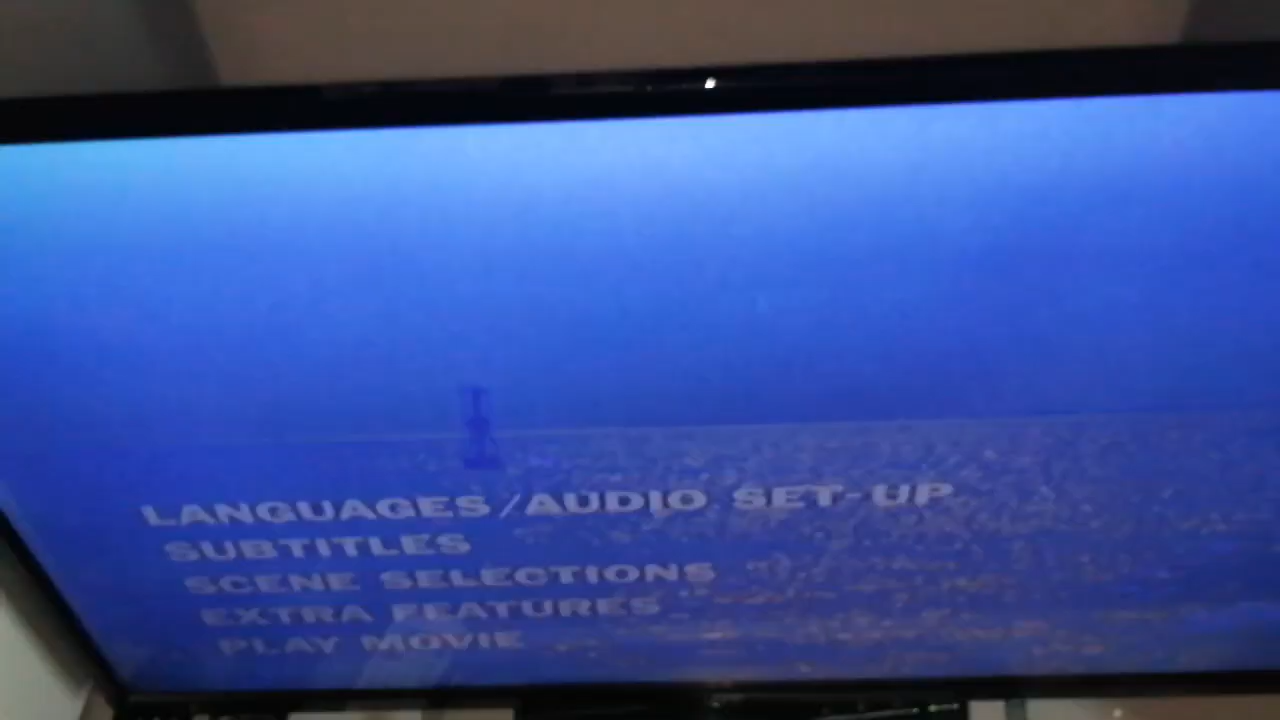 LANGUAGES/AUDIO SET-UP
SUBTITLES
SCENE SELECTIONS
EXTRA FEATURES
PLAY MOVIE